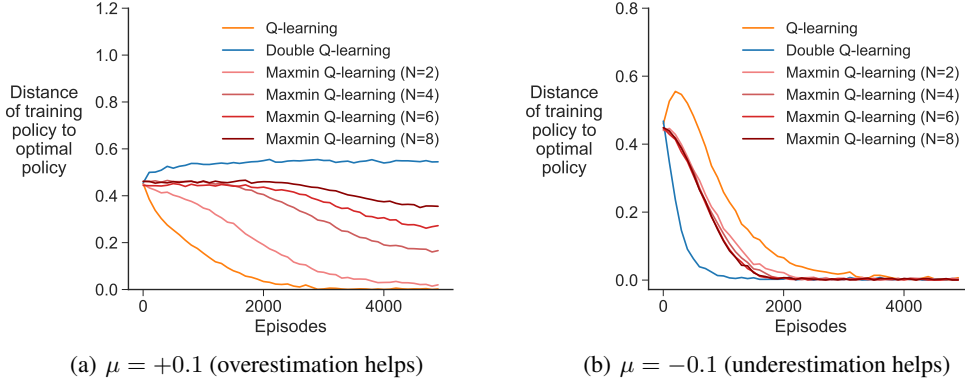 1.2
1.0
0.8
0.6
0.4
0.2
0.0
Distance
of training
policy to
optimal
policy
Q-learning
Double Q-learning
Maxmin Q-learning (N=2)
Maxmin Q-learning (N=4)
Maxmin Q-learning (N=6)
Maxmin Q-learning (N=8)
0
2000
4000
Episodes
(a) μ = +0.1 (overestimation helps)
0.8
0.6
0.4
0.2
0.0
Distance
of training
policy to
optimal
policy
Q-learning
Double Q-learning
Maxmin Q-learning (N=2)
Maxmin Q-learning (N=4)
Maxmin Q-learning (N=6)
Maxmin Q-learning (N=8)
0
2000
4000
Episodes
(b) μ = −0.1 (underestimation helps)